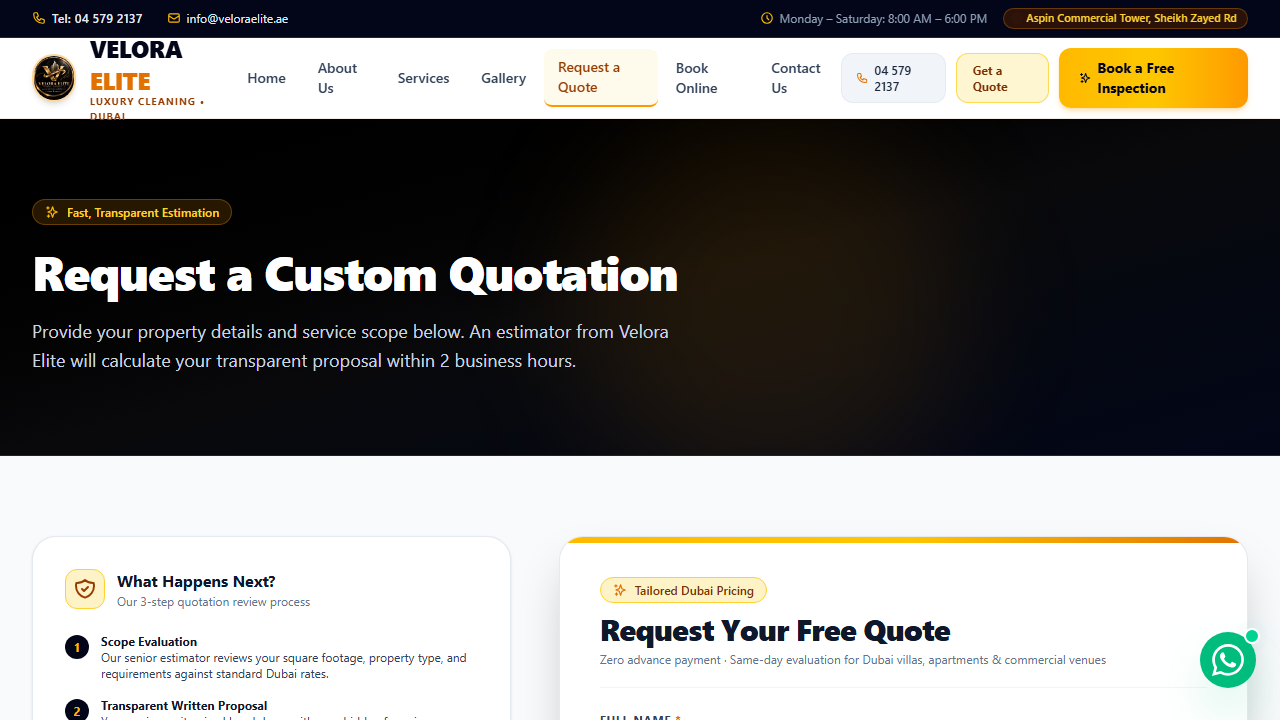 Tel: 04 579 2137
info@veloraelite.ae
Monday – Saturday: 8:00 AM – 6:00 PM
Aspin Commercial Tower, Sheikh Zayed Rd
VELORA
ELITE
LUXURY CLEANING •
DUBAI
Home
About
Us
Services
Gallery
Request a
Quote
Book
Online
Contact
Us
04 579
2137
Get a
Quote
Book a Free
Inspection
Fast, Transparent Estimation
Request a Custom Quotation
Provide your property details and service scope below. An estimator from Velora
Elite will calculate your transparent proposal within 2 business hours.
What Happens Next?
Our 3-step quotation review process
1
Scope Evaluation
Our senior estimator reviews your square footage, property type, and
requirements against standard Dubai rates.
2
Transparent Written Proposal
Tailored Dubai Pricing
Request Your Free Quote
Zero advance payment · Same-day evaluation for Dubai villas, apartments & commercial venues
FULL NAME *